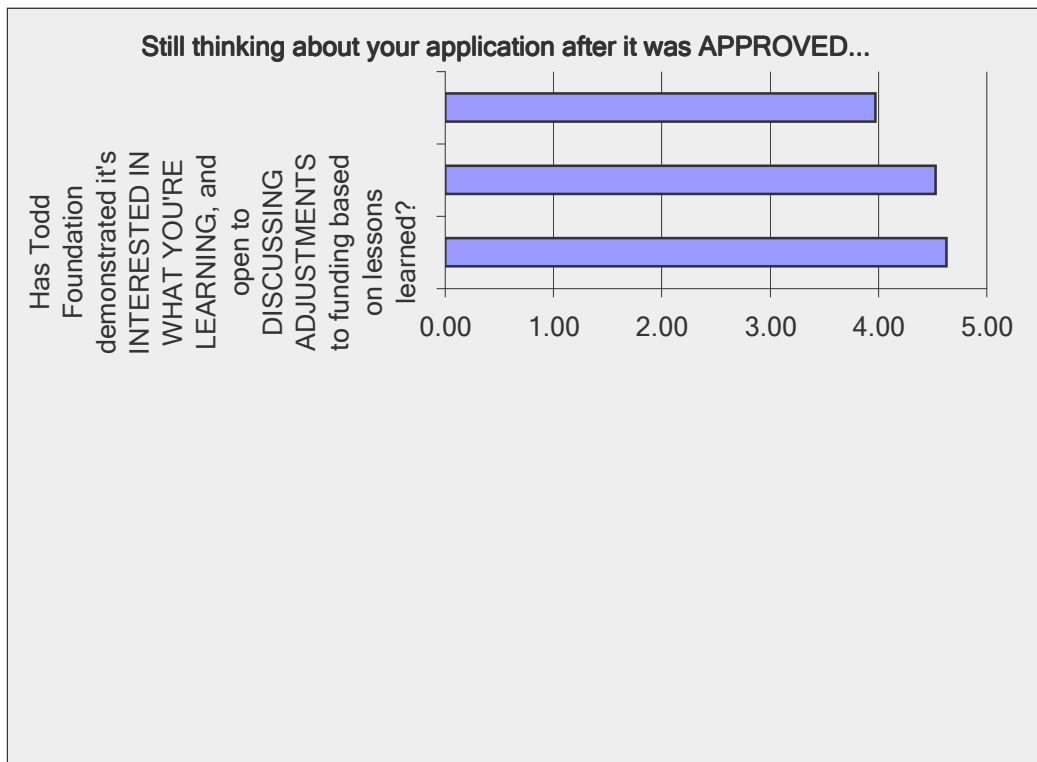 Still thinking about your application after it was APPROVED...
Has Todd
Foundation
demonstrated it's
INTERESTED IN
WHAT YOU'RE
LEARNING, and
open to
DISCUSSING
ADJUSTMENTS
to funding based
on lessons
learned?
0.00 1.00 2.00 3.00 4.00 5.00